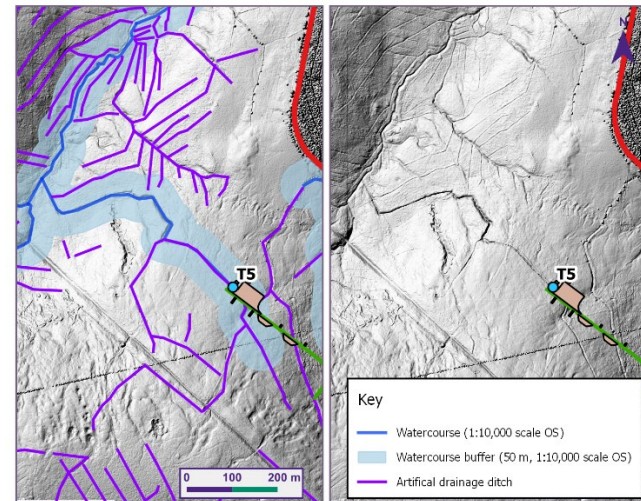 N
T5
T5
Key
Watercourse (1:10,000 scale OS)
Watercourse buffer (50 m, 1:10,000 scale OS)
Artifical drainage ditch
0 100 200 m